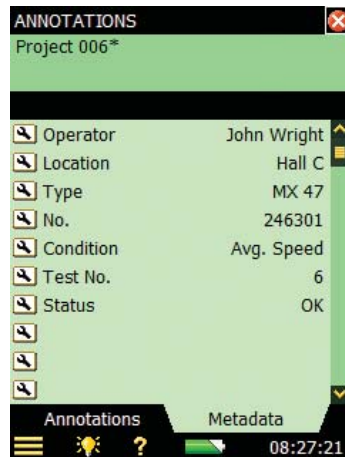 ANNOTATIONS
Project 006*
Operator John Wright
Location Hall C
Type MX 47
No. 246301
Condition Avg. Speed
Test No. 6
Status OK
Annotations Metadata
? 08:27:21